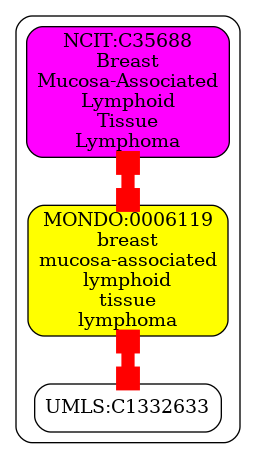 NCIT:C35688
Breast
Mucosa-Associated
Lymphoid
Tissue
Lymphoma
MONDO:0006119
breast
mucosa-associated
lymphoid
tissue
lymphoma
UMLS:C1332633